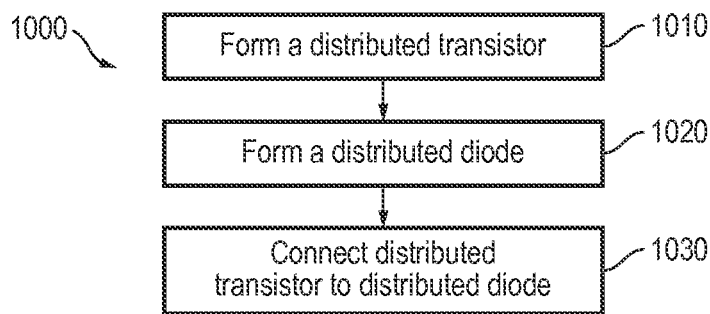 1000
Form a distributed transistor
1010
Form a distributed diode
1020
Connect distributed
transistor to distributed diode
1030